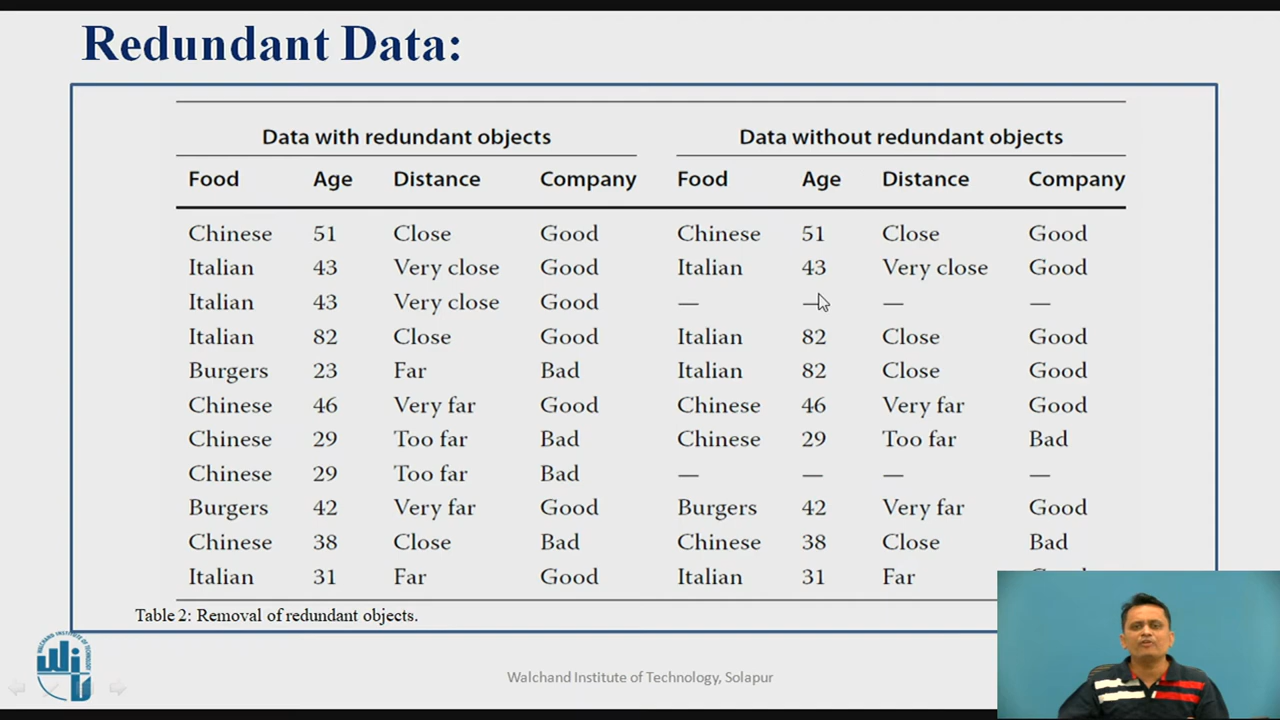 Redundant Data:
Data with redundant objects Data without redundant objects
Food Age Distance Company Food Age Distance Company
Chinese 51 Close Good Chinese 51 Close Good
Italian 43 Very close Good Italian 43 Very close Good
Italian 43 Very close Good — — — —
Italian 82 Close Good Italian 82 Close Good
Burgers 23 Far Bad Italian 82 Close Good
Chinese 46 Very far Good Chinese 46 Very far Good
Chinese 29 Too far Bad Chinese 29 Too far Bad
Chinese 29 Too far Bad — — — —
Burgers 42 Very far Good Burgers 42 Very far Good
Chinese 38 Close Bad Chinese 38 Close Bad
Italian 31 Far Good Italian 31 Far
Table 2: Removal of redundant objects.
WALCHAND INSTITUTE OF TECHNOLOGY
WiT
Walchand Institute of Technology, Solapur